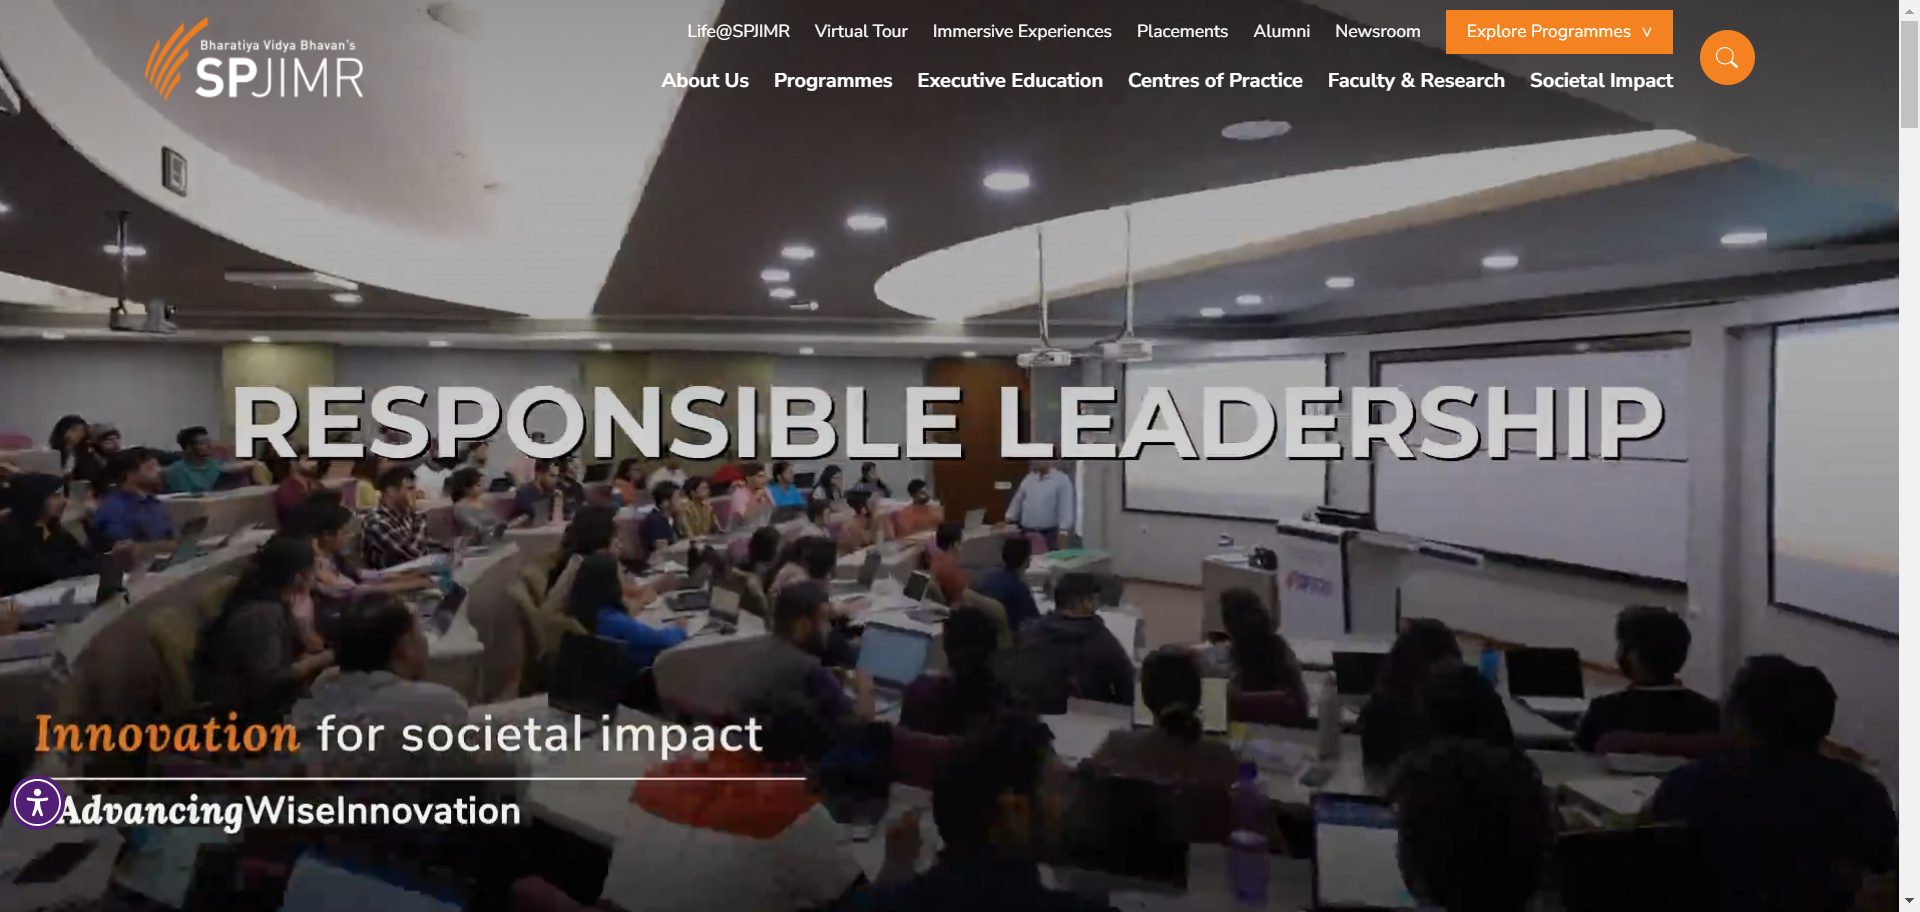 Bharatiya Vidya Bhavan's
SPJIMR
Life@SPJIMR Virtual Tour Immersive Experiences Placements Alumni Newsroom Explore Programmes
About Us Programmes Executive Education Centres of Practice Faculty & Research Societal Impact
RESPONSIBLE LEADERSHIP
Innovation for societal impact
AdvancingWiseInnovation